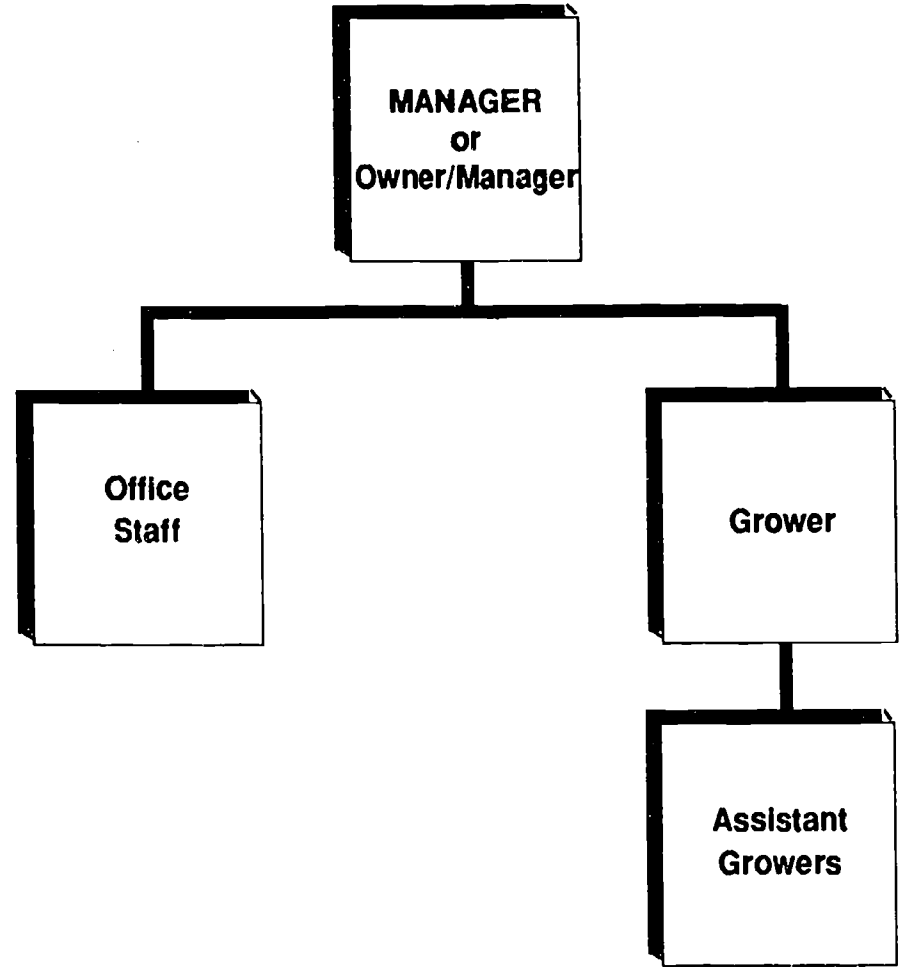 MANAGER
or
Owner/Manager
Office
Staff
Grower
Assistant
Growers